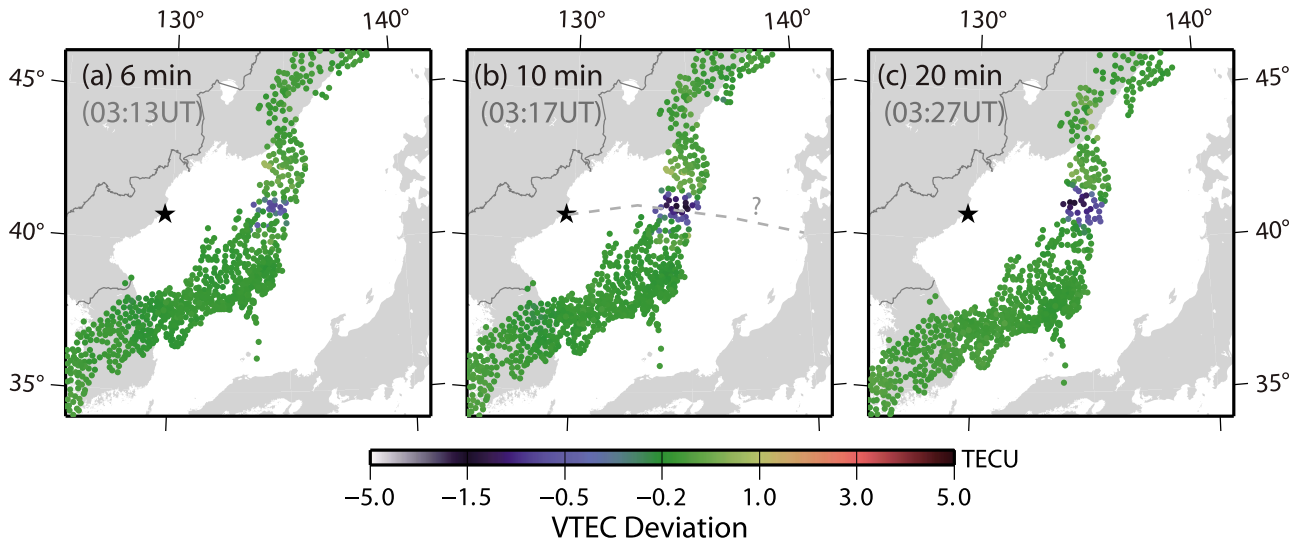 130° 140° 130° 140° 130° 140°
45° (a) 6 min (b) 10 min (c) 20 min 45°
(03:13UT) (03:17UT) (03:27UT)
?
40° 40°
35° 35°
TECU
−5.0 −1.5 −0.5 −0.2 1.0 3.0 5.0
VTEC Deviation